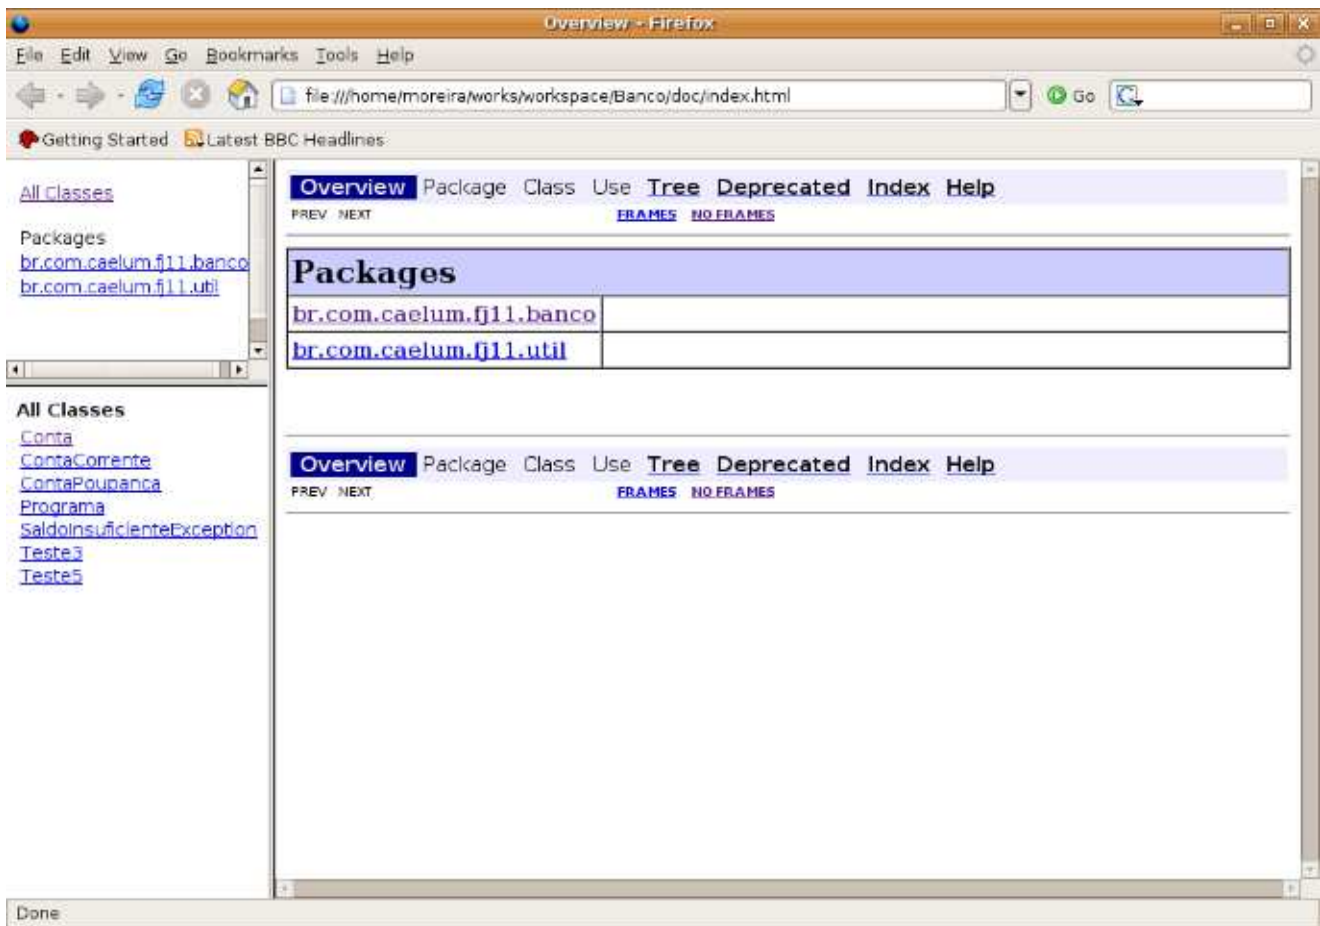 Overview - Firefox
File Edit View Go Bookmarks Tools Help
file:///home/moreira/works/workspace/Banco/doc/index.html Go
Getting Started Latest BBC Headlines
All Classes
Packages
br.com.caelum.fj11.banco
br.com.caelum.fj11.util
All Classes
Conta
ContaCorrente
ContaPoupanca
Programa
SaldoInsuficienteException
Teste3
Teste5
Overview Package Class Use Tree Deprecated Index Help
PREV NEXT FRAMES NO FRAMES
Packages
br.com.caelum.fj11.banco
br.com.caelum.fj11.util
Overview Package Class Use Tree Deprecated Index Help
PREV NEXT FRAMES NO FRAMES
Done